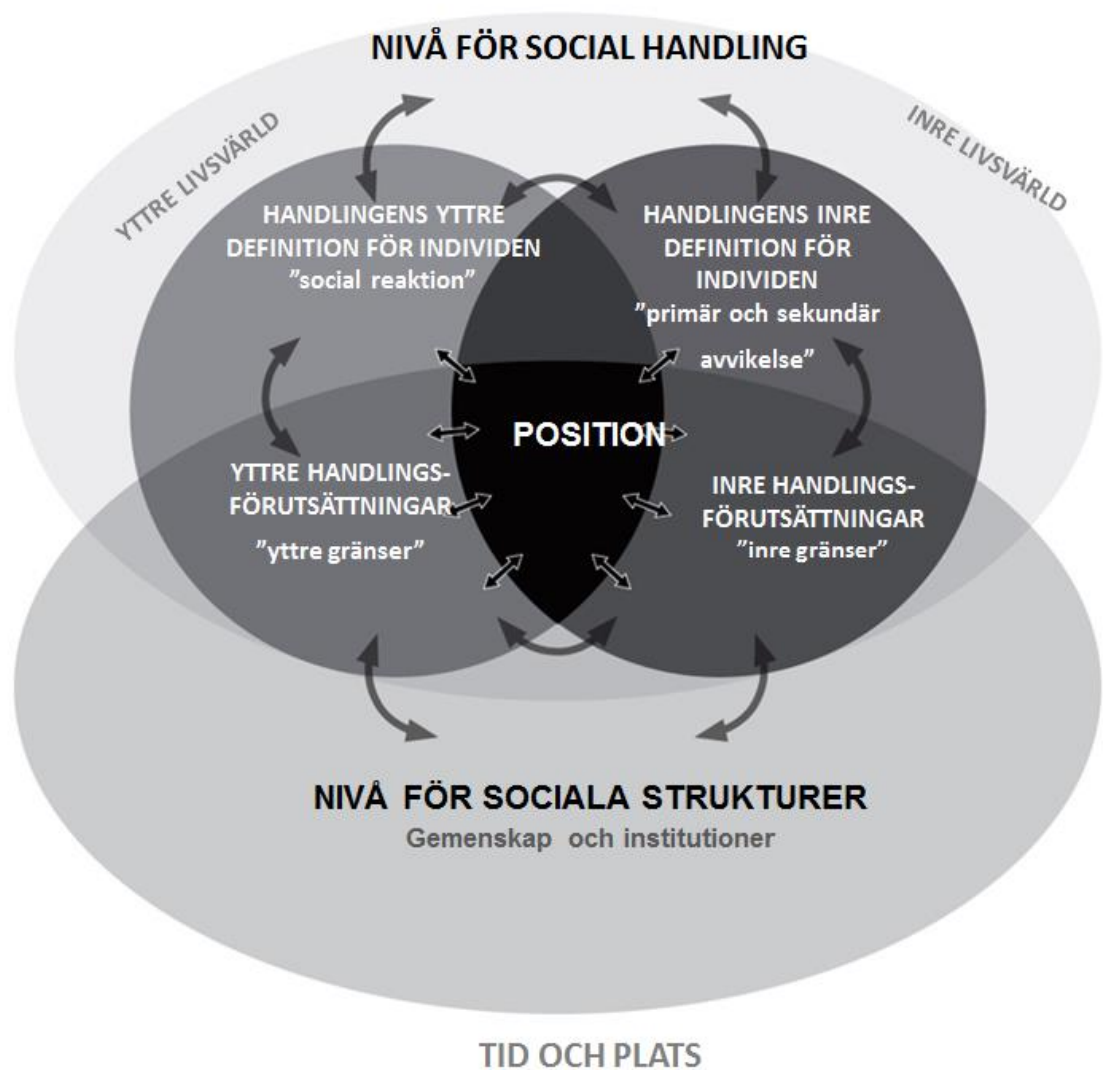 NIVÅ FÖR SOCIAL HANDLING
YTTRE LIVSVÄRLD
INRE LIVSVÄRLD
HANDLINGENS YTTRE
DEFINITION FÖR INDIVIDEN
”social reaktion”
HANDLINGENS INRE
DEFINITION FÖR
INDIVIDEN
”primär och sekundär
avvikelse”
POSITION
YTTRE HANDLINGS-
FÖRUTSÄTTNINGAR
”yttre gränser”
INRE HANDLINGS-
FÖRUTSÄTTNINGAR
”inre gränser”
NIVÅ FÖR SOCIALA STRUKTURER
Gemenskap och institutioner
TID OCH PLATS